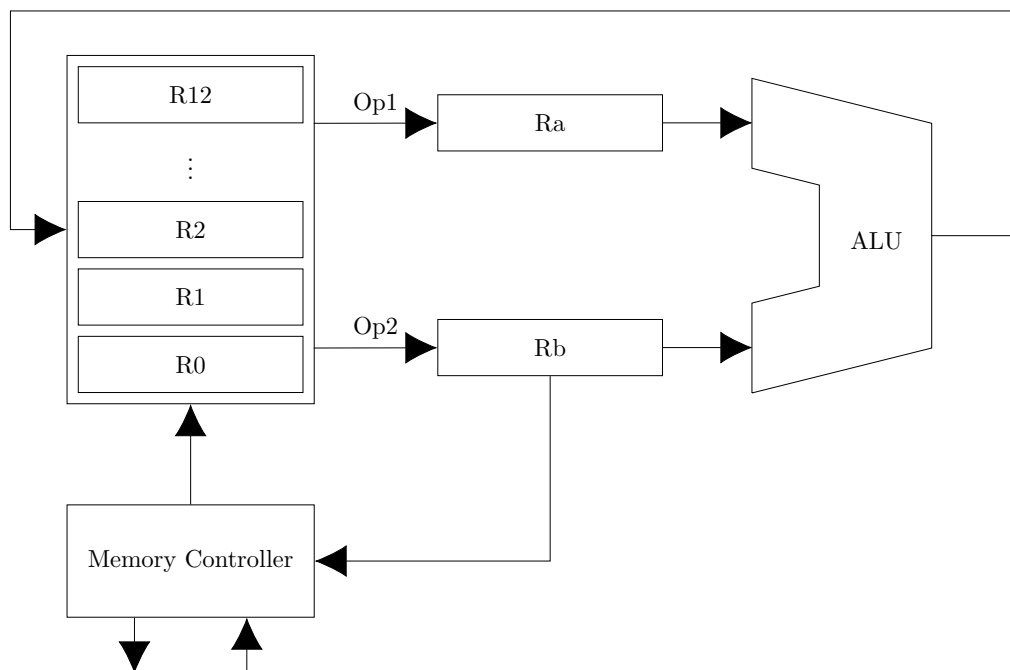 R12
Op1
Ra
⋮
R2
ALU
R1
Op2
Rb
R0
Memory Controller